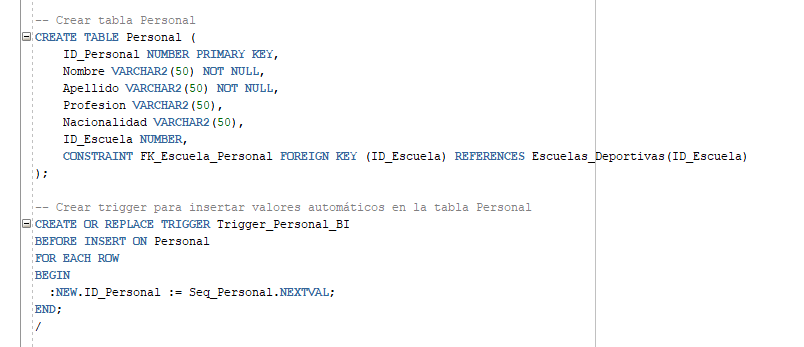 -- Crear tabla Personal
CREATE TABLE Personal (
    ID_Personal NUMBER PRIMARY KEY,
    Nombre VARCHAR2(50) NOT NULL,
    Apellido VARCHAR2(50) NOT NULL,
    Profesion VARCHAR2(50),
    Nacionalidad VARCHAR2(50),
    ID_Escuela NUMBER,
    CONSTRAINT FK_Escuela_Personal FOREIGN KEY (ID_Escuela) REFERENCES Escuelas_Deportivas(ID_Escuela)
);
-- Crear trigger para insertar valores automáticos en la tabla Personal
CREATE OR REPLACE TRIGGER Trigger_Personal_BI
BEFORE INSERT ON Personal
FOR EACH ROW
BEGIN
  :NEW.ID_Personal := Seq_Personal.NEXTVAL;
END;
/